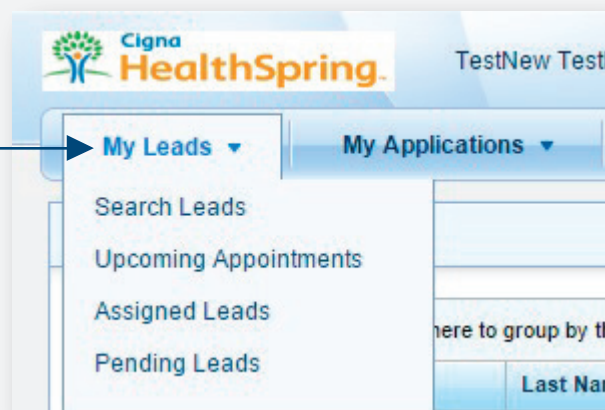 Cigna
HealthSpring
TestNew Test
My Leads
My Applications
Search Leads
Upcoming Appointments
Assigned Leads
Pending Leads
here to group by
Last